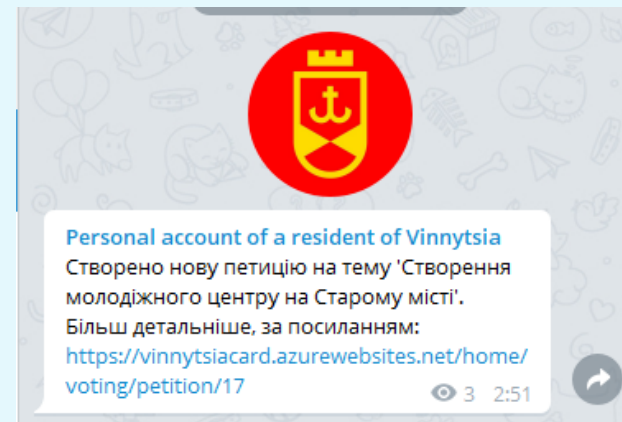 Personal account of a resident of Vinnytsia
Створено нову петицію на тему 'Створення
молодіжного центру на Старому місті'.
Більш детальніше, за посиланням:
https://vinnytsiacard.azurewebsites.net/home/
voting/petition/17
3 2:51